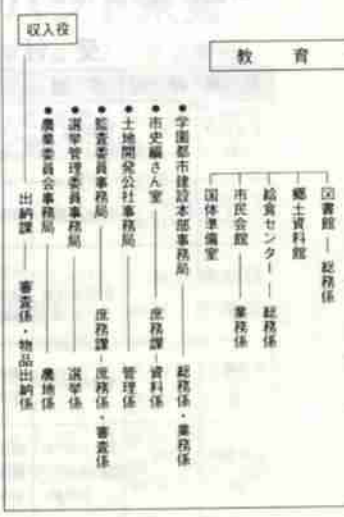 教育
図書館──総務係
郷土資料館
給食センター──総務係
市民会館──業務係
国体準備室
●学園都市建設本部事務局──総務係・業務係
●市史編さん室──庶務課─資料係
●土地開発公社事務局──管理係
●監査委員事務局──庶務課─庶務係・審査係
●選挙管理委員事務局──選挙係
●農業委員会事務局──農地係
収入役──出納課──審査係・物品出納係